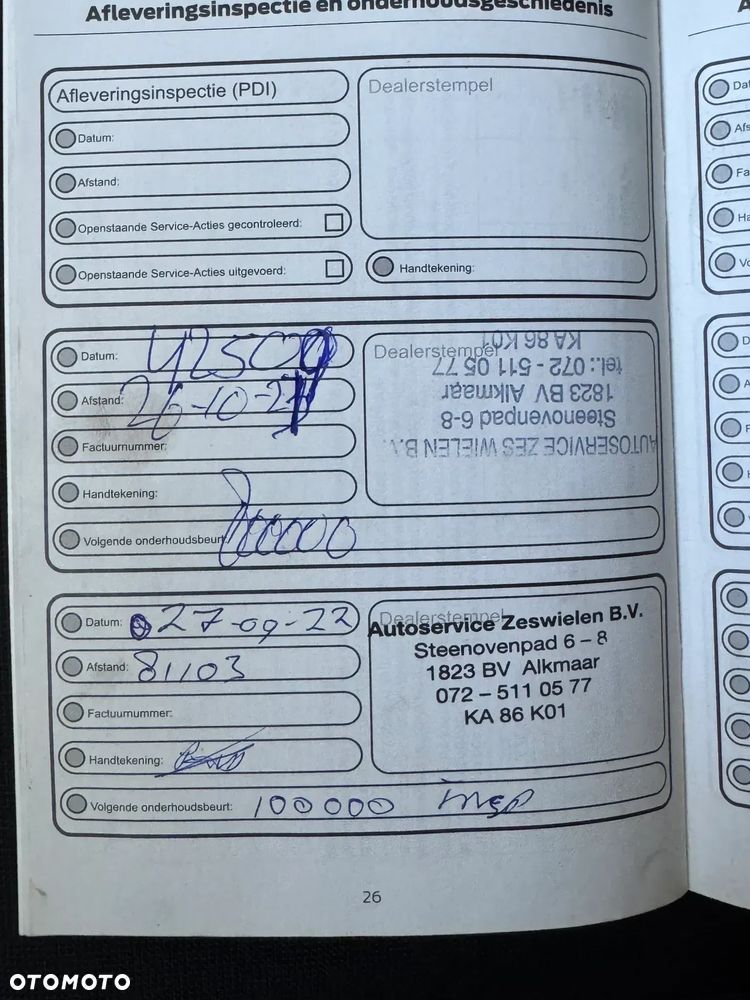 Afleveringsinspectie en onderhoudsgeschiedenis
Afleveringsinspectie (PDI)
Datum:
Afstand:
Openstaande Service-Acties gecontroleerd:
Openstaande Service-Acties uitgevoerd:
Dealerstempel
Handtekening:
Datum: 42500
Afstand: 26-10-
Factuurnummer:
Handtekening:
Volgende onderhoudsbeurt:
Dealerstempel
AUTOSERVICE ZES WIELEN B.V.
Steenovenpad 6-8
1823 BV Alkmaar
tel.: 072 - 511 05 77
KA 86 K01
Datum: 27-09-22
Afstand: 81103
Factuurnummer:
Handtekening:
Volgende onderhoudsbeurt: 100000
Dealerstempel
Autoservice Zeswielen B.V.
Steenovenpad 6 – 8
1823 BV Alkmaar
072 – 511 05 77
KA 86 K01
26
OTOMOTO